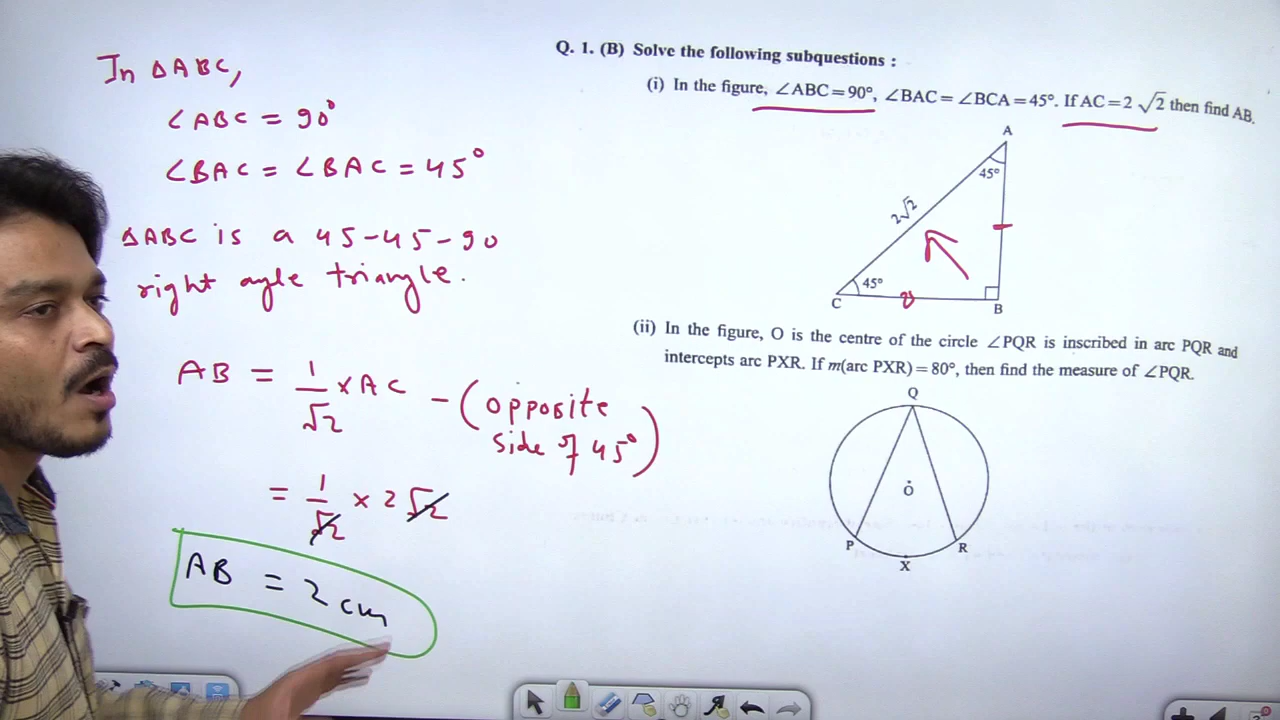 In ΔABC,
∠ABC = 90°
∠BAC = ∠BAC = 45°
ΔABC is a 45-45-90
right agle triangle.
AB = 1/√2 × AC - (opposite side of 45°)
= 1/√2 × 2√2
AB = 2 cm
Q. 1. (B) Solve the following subquestions :
(i) In the figure, ∠ABC = 90°, ∠BAC = ∠BCA = 45°. If AC = 2 √2 then find AB.
A
45°
2√2
45°
C
B
(ii) In the figure, O is the centre of the circle ∠PQR is inscribed in arc PQR and
intercepts arc PXR. If m(arc PXR) = 80°, then find the measure of ∠PQR.
Q
O
P
R
X